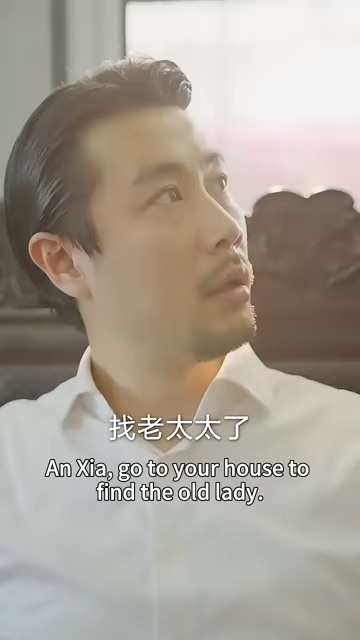 找老太太了
An Xia, go to your house to
find the old lady.